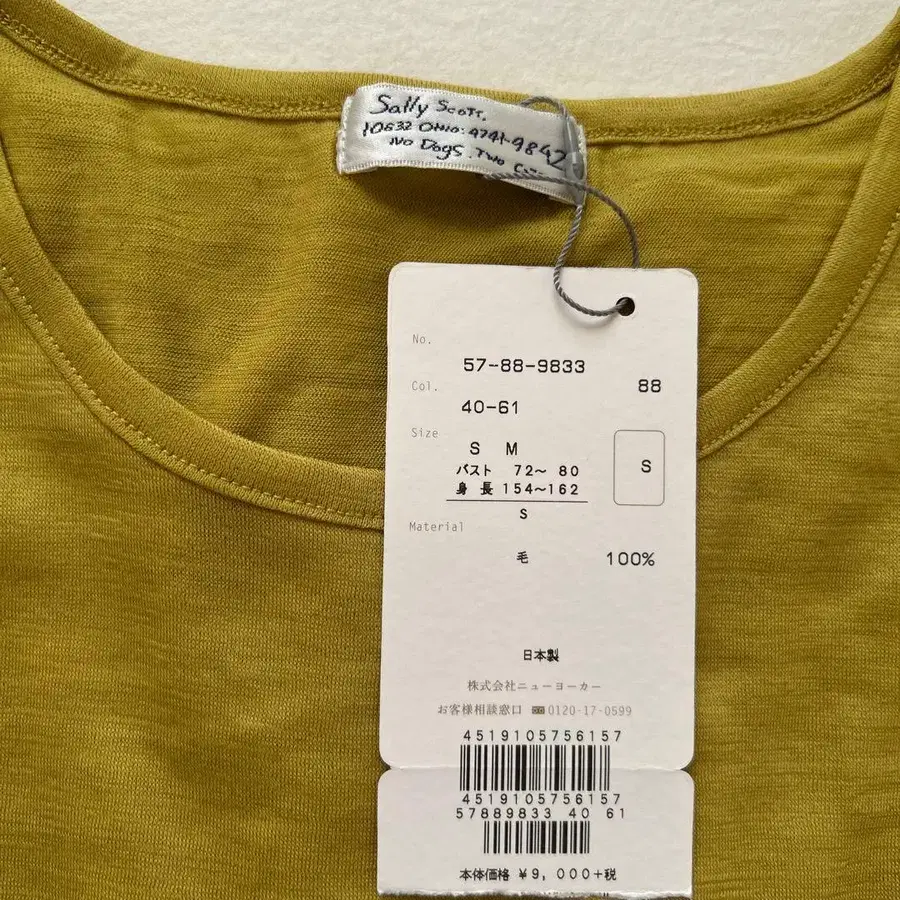 Sally Scott.
10632 Ohio: 4741-9842
No Dogs. Two
No.
57-88-9833
88
Col.
40-61
Size
S M
S
バスト 72〜 80
身 長 154〜162
S
Material
毛 100%
日本製
株式会社ニューヨーカー
お客様相談窓口 0120-17-0599
4519105756157
4519105756157
57889833 40 61
本体価格 ¥9,000+税